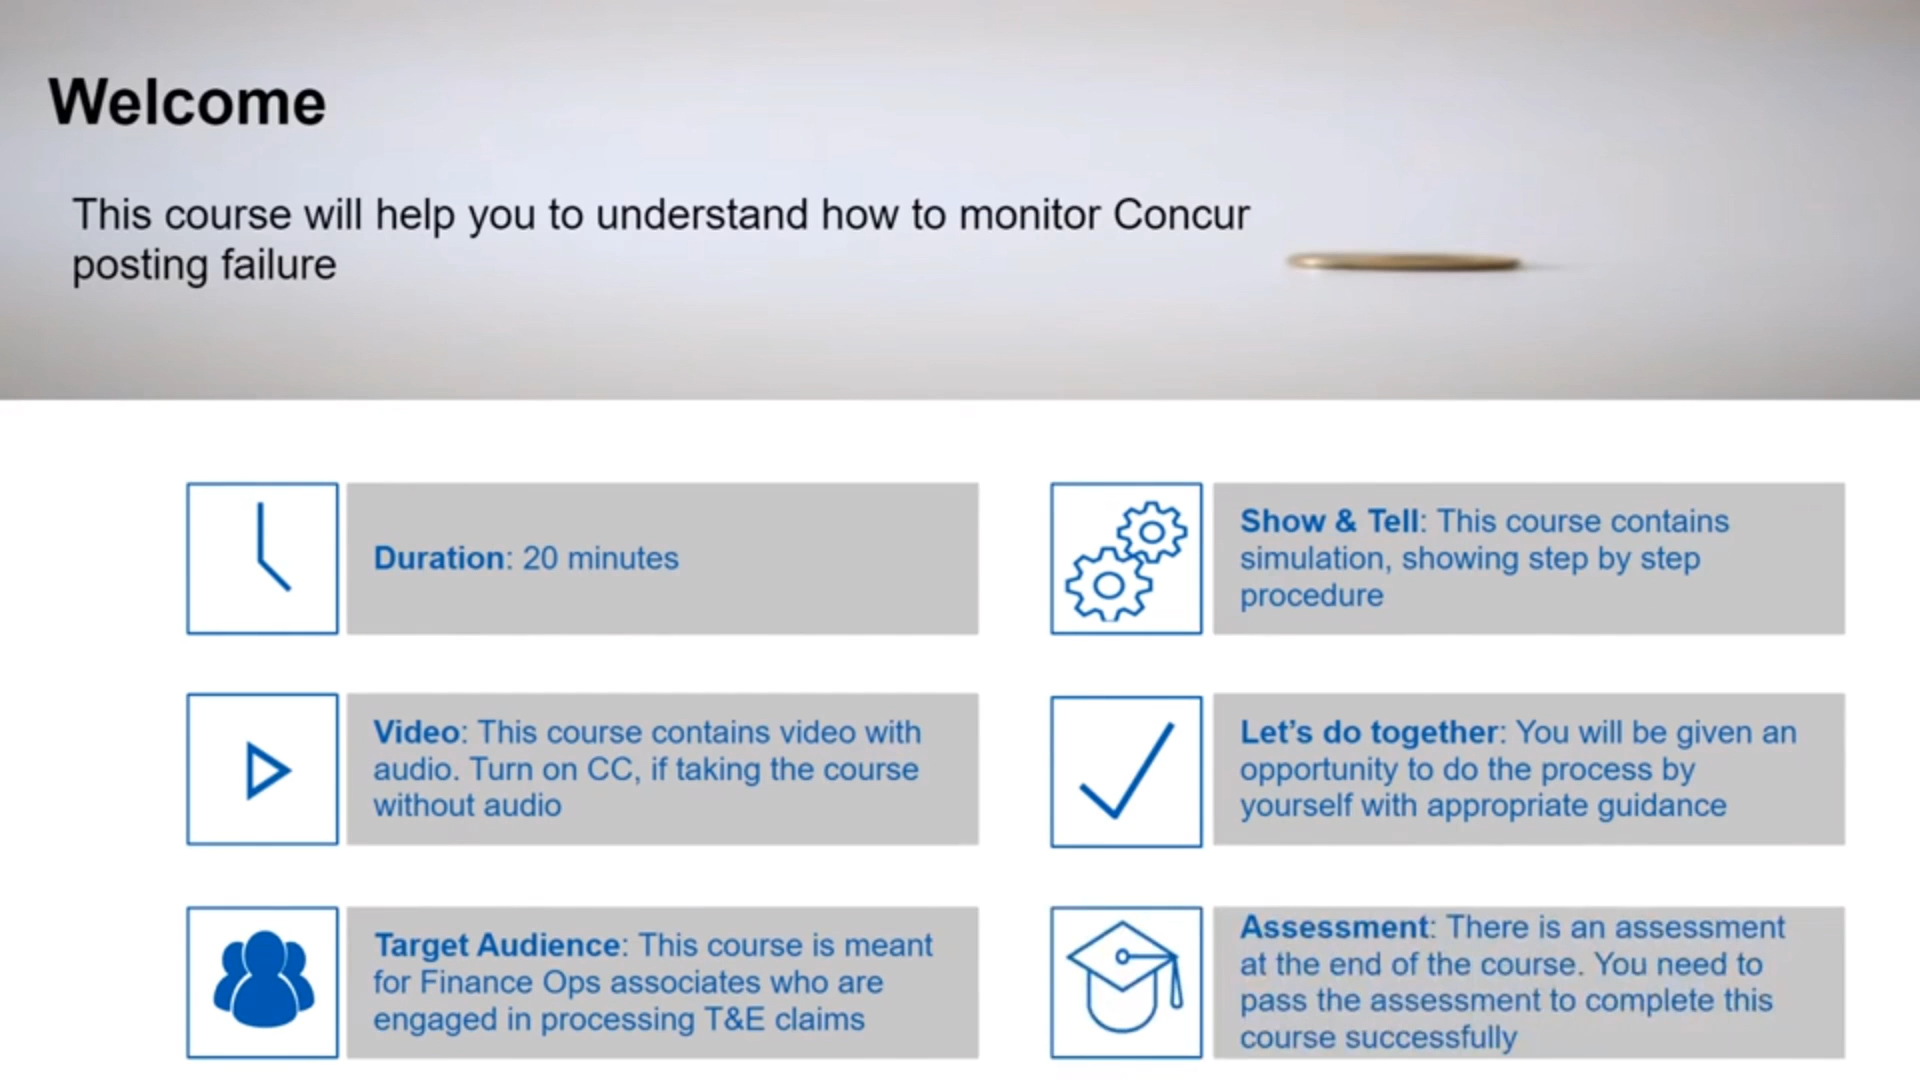 Welcome
This course will help you to understand how to monitor Concur
posting failure
Duration: 20 minutes
Show & Tell: This course contains
simulation, showing step by step
procedure
Video: This course contains video with
audio. Turn on CC, if taking the course
without audio
Let’s do together: You will be given an
opportunity to do the process by
yourself with appropriate guidance
Target Audience: This course is meant
for Finance Ops associates who are
engaged in processing T&E claims
Assessment: There is an assessment
at the end of the course. You need to
pass the assessment to complete this
course successfully